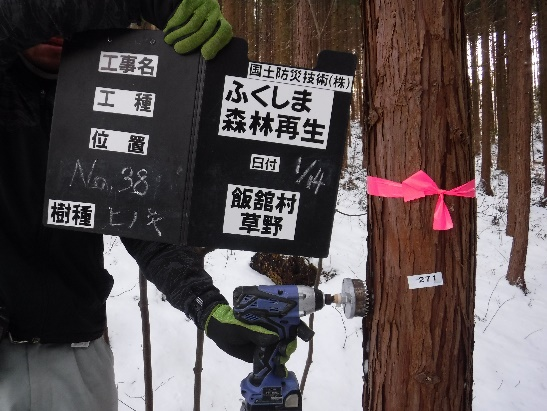 工事名
工種
位置
No. 38
樹種 ヒノキ
国土防災技術(株)
ふくしま
森林再生
日付 1/14
飯舘村
草野
271